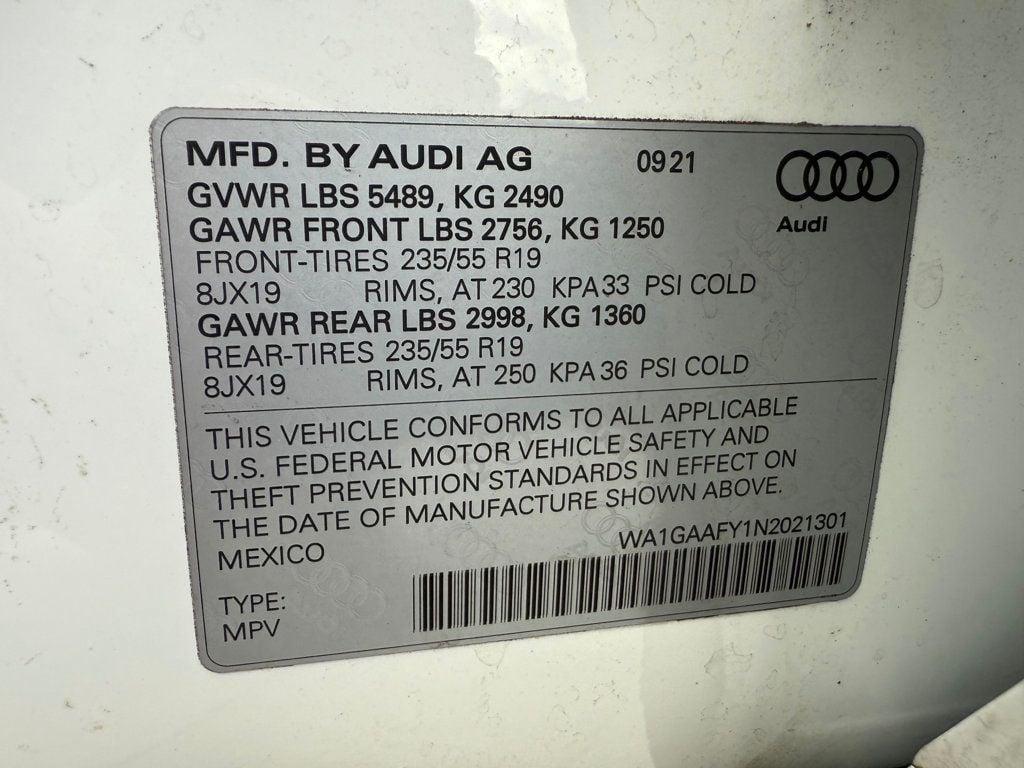 MFD. BY AUDI AG 09 21
Audi
GVWR LBS 5489, KG 2490
GAWR FRONT LBS 2756, KG 1250
FRONT-TIRES 235/55 R19
8JX19 RIMS, AT 230 KPA 33 PSI COLD
GAWR REAR LBS 2998, KG 1360
REAR-TIRES 235/55 R19
8JX19 RIMS, AT 250 KPA 36 PSI COLD
THIS VEHICLE CONFORMS TO ALL APPLICABLE
U.S. FEDERAL MOTOR VEHICLE SAFETY AND
THEFT PREVENTION STANDARDS IN EFFECT ON
THE DATE OF MANUFACTURE SHOWN ABOVE.
MEXICO WA1GAAFY1N2021301
TYPE:
MPV